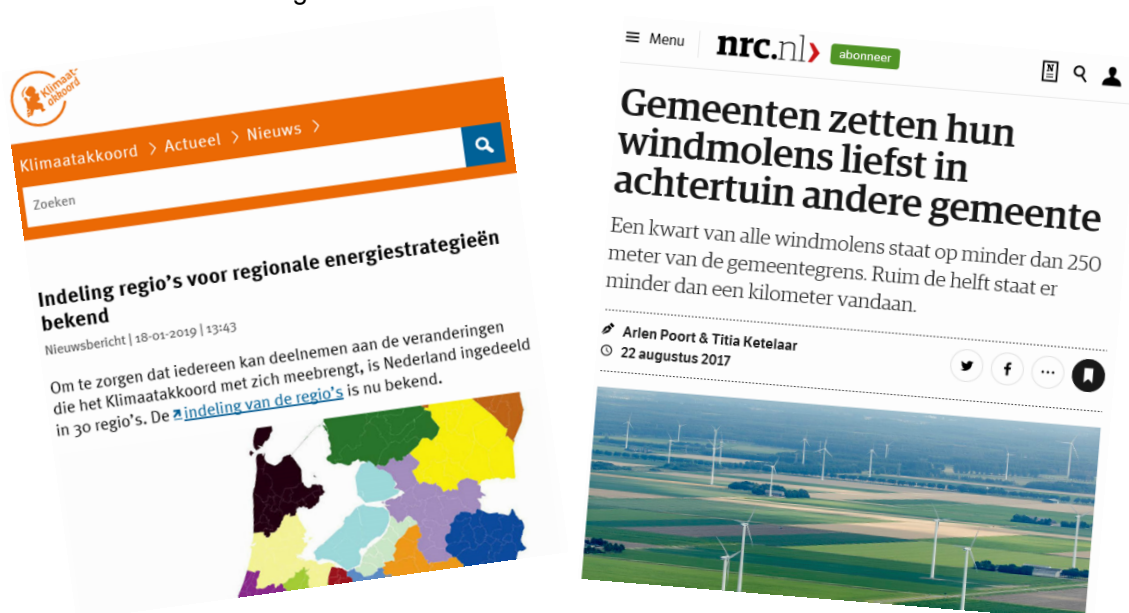 Klimaat-
akkoord
Klimaatakkoord > Actueel > Nieuws >
Zoeken
Indeling regio's voor regionale energiestrategieën
bekend
Nieuwsbericht | 18-01-2019 | 13:43
Om te zorgen dat iedereen kan deelnemen aan de veranderingen
die het Klimaatakkoord met zich meebrengt, is Nederland ingedeeld
in 30 regio's. De indeling van de regio's is nu bekend.
Menu
nrc.nl>
abonneer
N
Gemeenten zetten hun
windmolens liefst in
achtertuin andere gemeente
Een kwart van alle windmolens staat op minder dan 250
meter van de gemeentegrens. Ruim de helft staat er
minder dan een kilometer vandaan.
Arlen Poort & Titia Ketelaar
22 augustus 2017